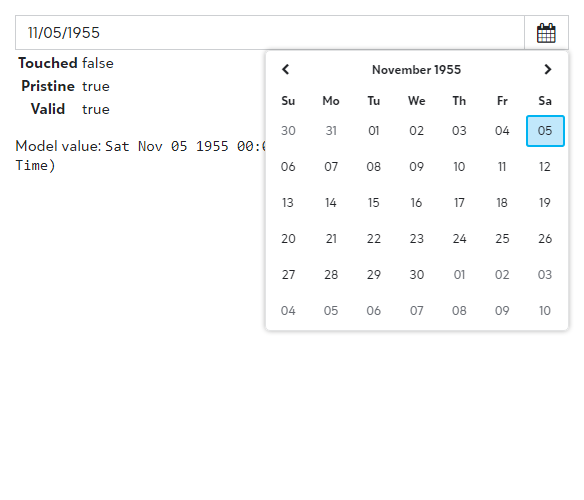 11/05/1955
Touched false
Pristine true
Valid true
Model value: Sat Nov 05 1955 00:
Time)
November 1955
Su Mo Tu We Th Fr Sa
30 31 01 02 03 04 05
06 07 08 09 10 11 12
13 14 15 16 17 18 19
20 21 22 23 24 25 26
27 28 29 30 01 02 03
04 05 06 07 08 09 10